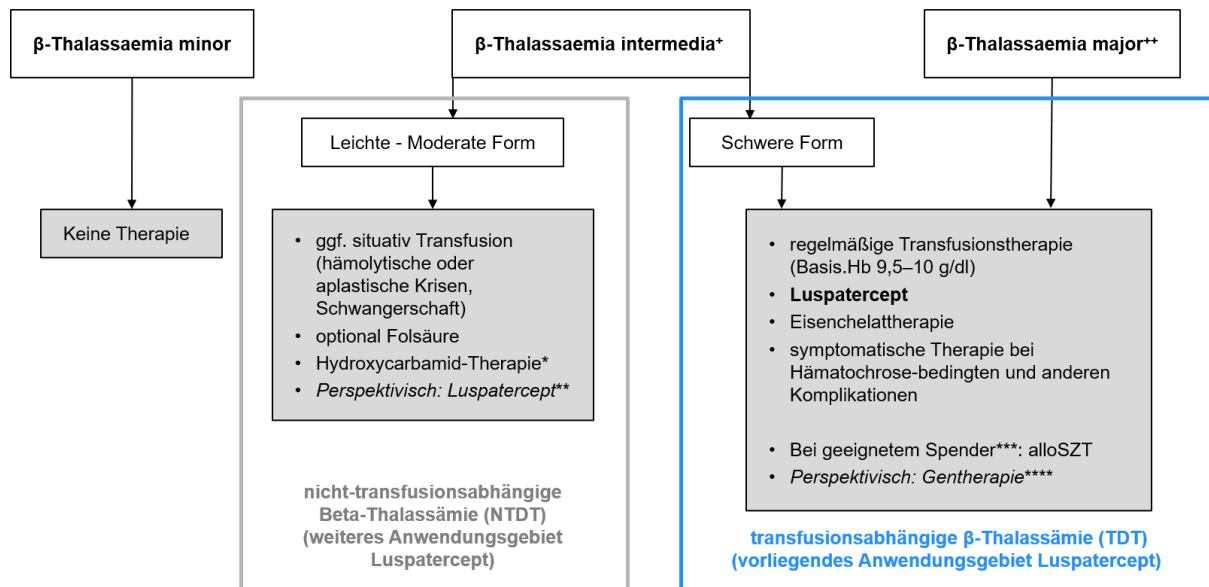 β-Thalassaemia minor
β-Thalassaemia intermedia⁺
β-Thalassaemia major⁺⁺
Leichte - Moderate Form
Schwere Form
Keine Therapie
• ggf. situativ Transfusion
(hämolytische oder
aplastische Krisen,
Schwangerschaft)
• optional Folsäure
• Hydroxycarbamid-Therapie*
• Perspektivisch: Luspatercept**
• regelmäßige Transfusionstherapie
(Basis.Hb 9,5–10 g/dl)
• Luspatercept
• Eisenchelattherapie
• symptomatische Therapie bei
Hämatochrose-bedingten und anderen
Komplikationen
• Bei geeignetem Spender***: alloSZT
• Perspektivisch: Gentherapie****
nicht-transfusionsabhängige
Beta-Thalassämie (NTDT)
(weiteres Anwendungsgebiet
Luspatercept)
transfusionsabhängige β-Thalassämie (TDT)
(vorliegendes Anwendungsgebiet Luspatercept)